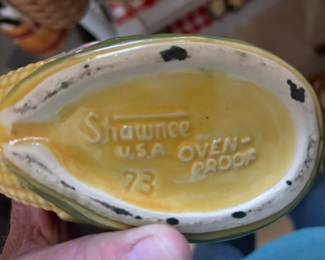 Shawnee
U.S.A
OVEN-
PROOF
73